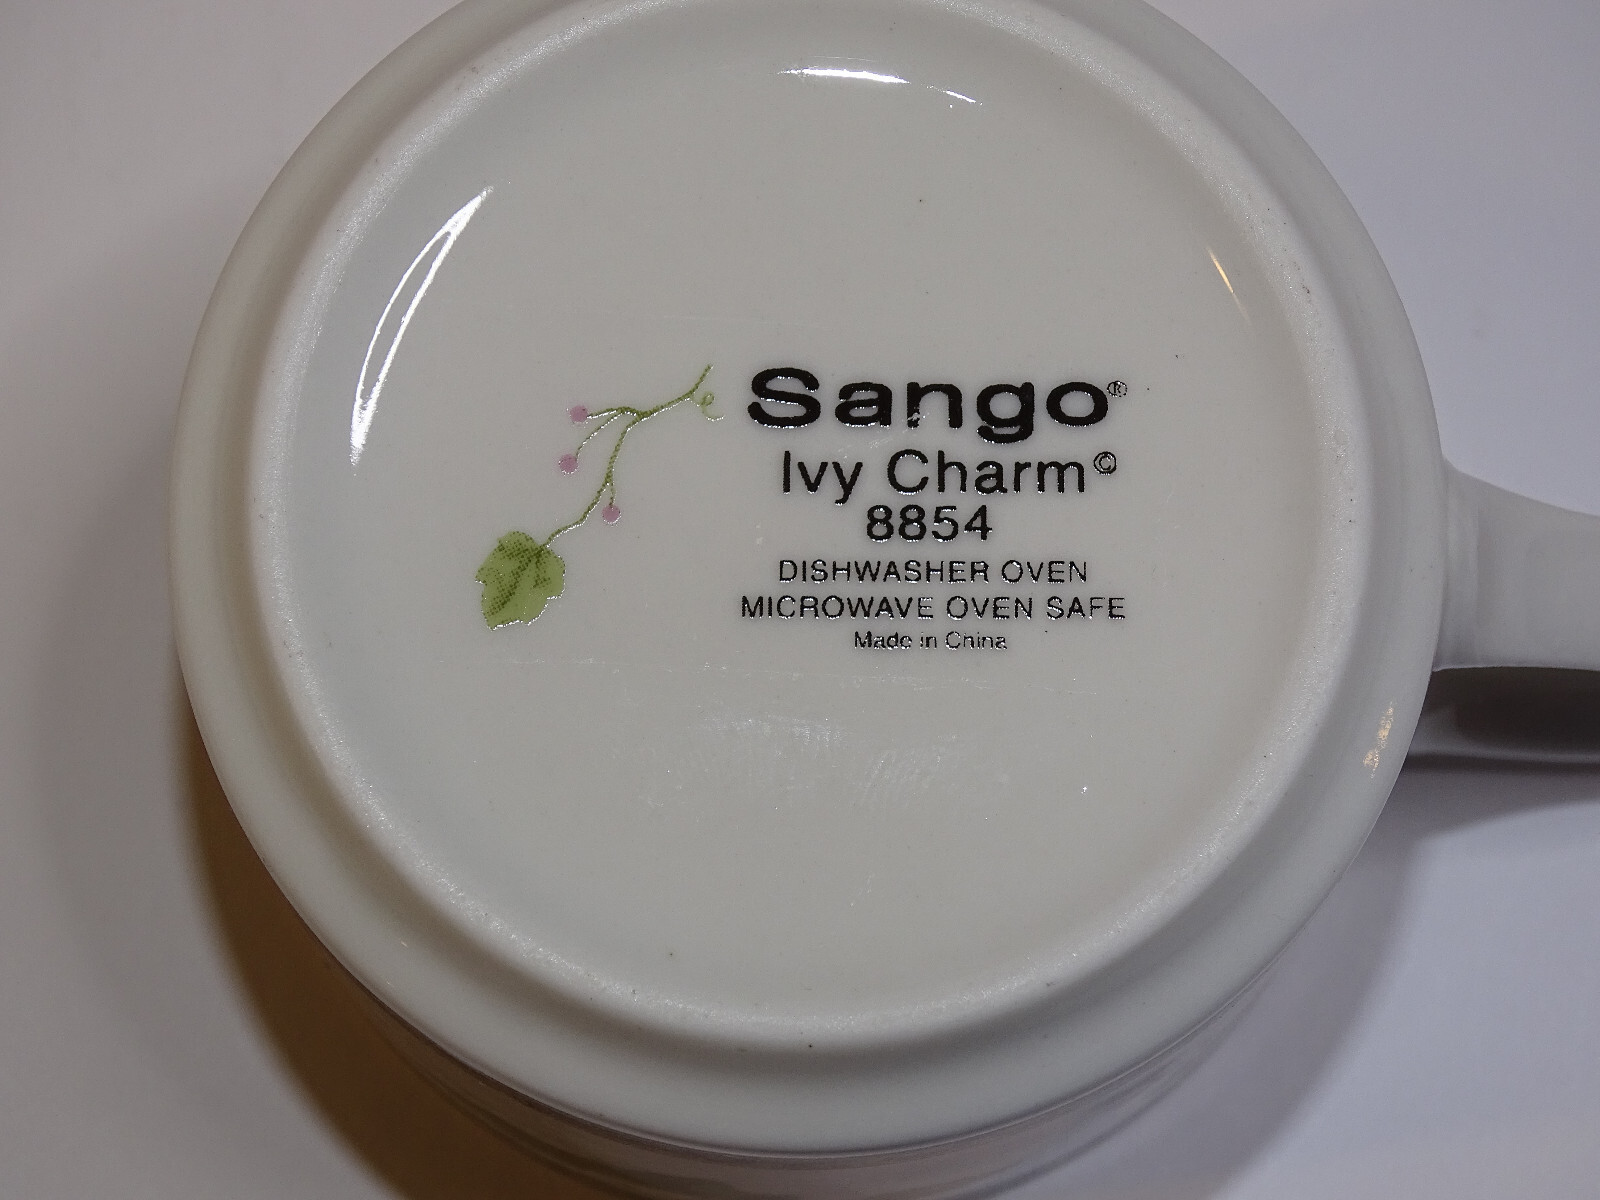 Sango®
Ivy Charm©
8854
DISHWASHER OVEN
MICROWAVE OVEN SAFE
Made in China